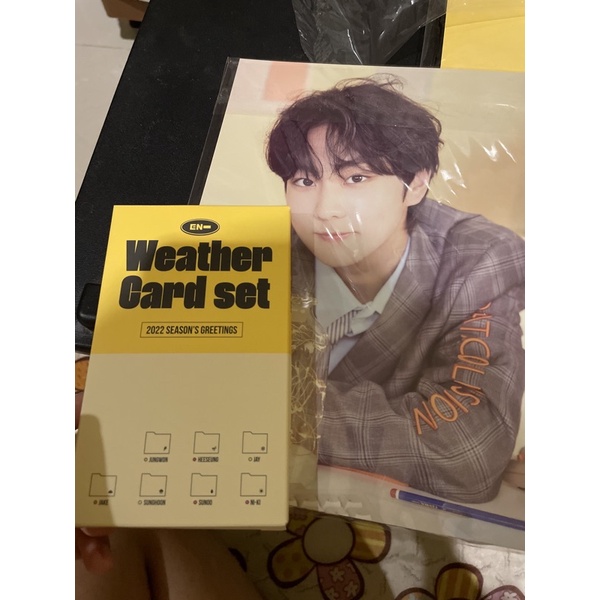 EN-
Weather
Card set
2022 SEASON'S GREETINGS
JUNGWON HEESEUNG JAY
JAKE SUNGHOON SUNOO NI-KI